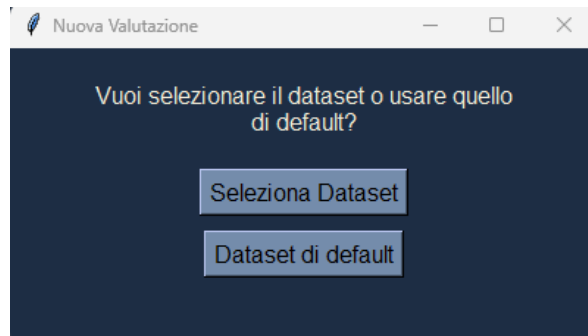 Nuova Valutazione
Vuoi selezionare il dataset o usare quello
di default?
Seleziona Dataset
Dataset di default